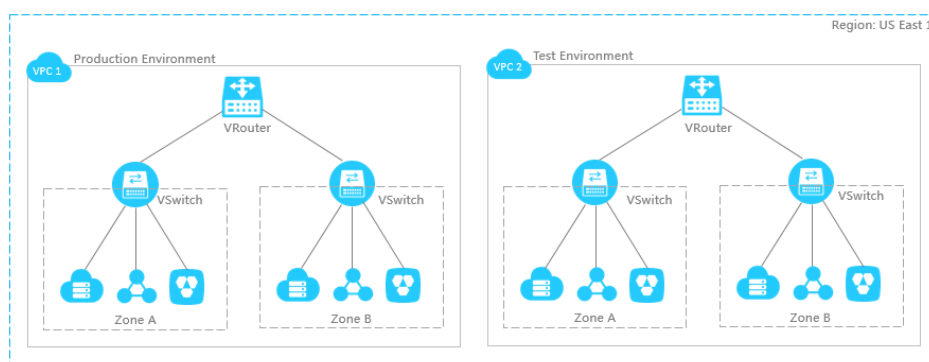 Region: US East 1
VPC 1
Production Environment
VRouter
VSwitch
VSwitch
Zone A
Zone B
VPC 2
Test Environment
VRouter
VSwitch
VSwitch
Zone A
Zone B